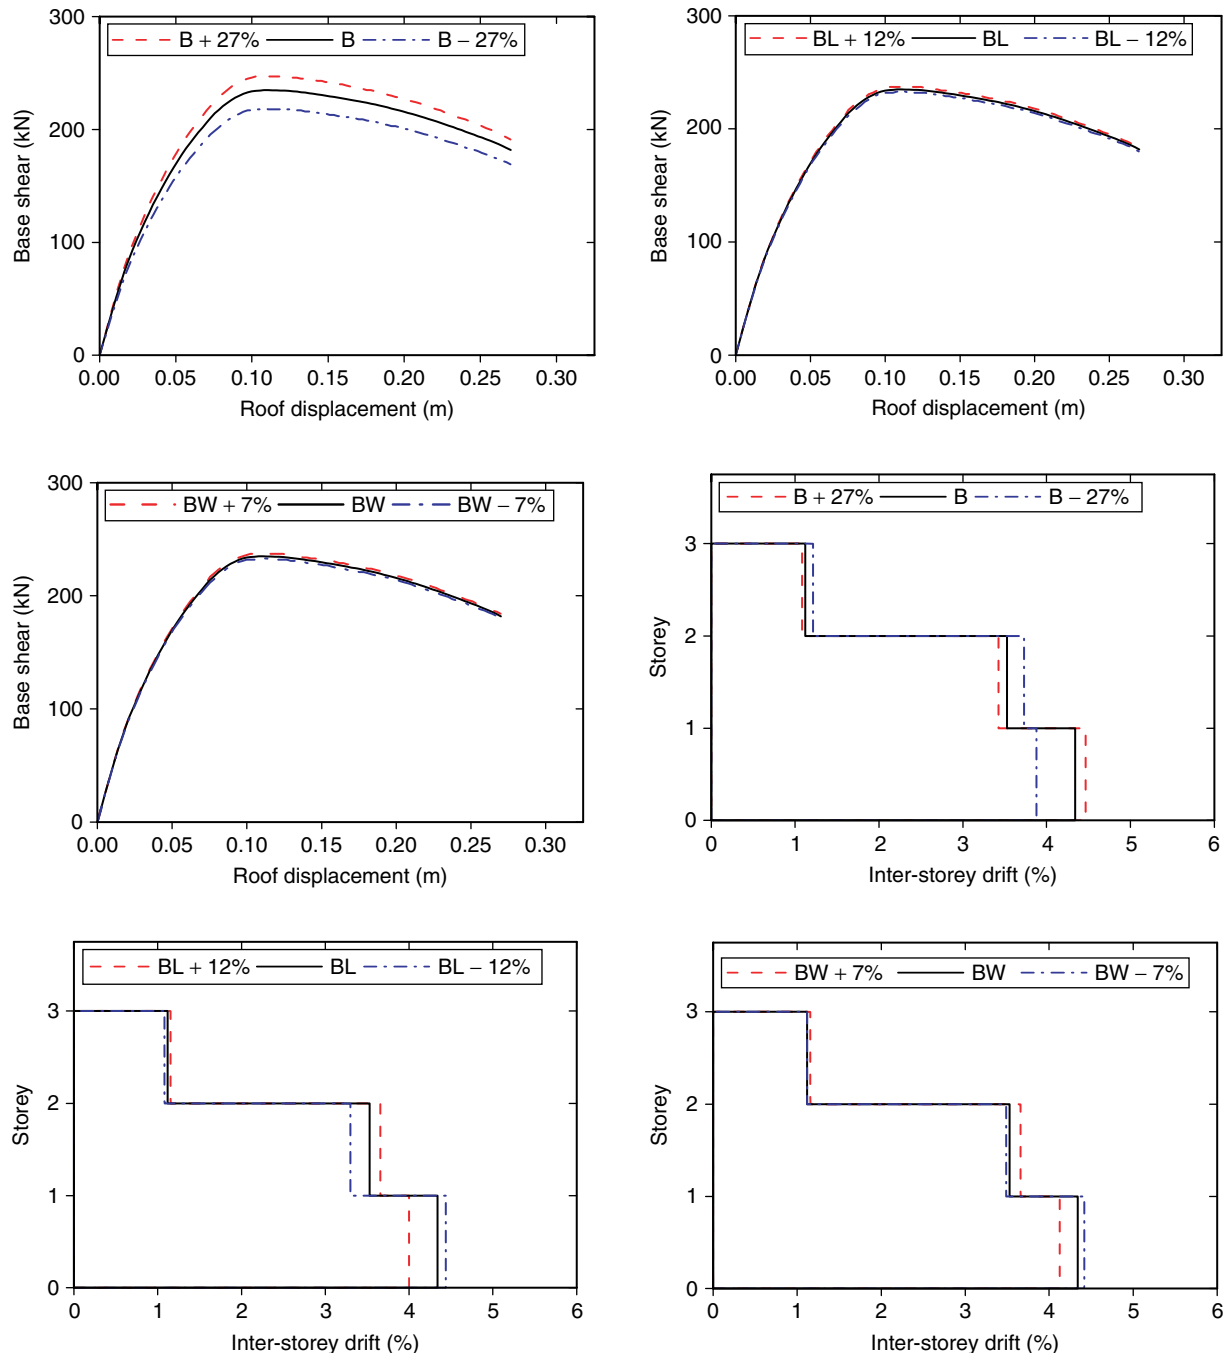 300
B + 27% B B − 27%
200
100
0
Base shear (kN)
0.00 0.05 0.10 0.15 0.20 0.25 0.30
Roof displacement (m)
300
BL + 12% BL BL − 12%
200
100
0
Base shear (kN)
0.00 0.05 0.10 0.15 0.20 0.25 0.30
Roof displacement (m)
300
BW + 7% BW BW − 7%
200
100
0
Base shear (kN)
0.00 0.05 0.10 0.15 0.20 0.25 0.30
Roof displacement (m)
B + 27% B B − 27%
3
2
1
0
Storey
0 1 2 3 4 5 6
Inter-storey drift (%)
BL + 12% BL BL − 12%
3
2
1
0
Storey
0 1 2 3 4 5 6
Inter-storey drift (%)
BW + 7% BW BW − 7%
3
2
1
0
Storey
0 1 2 3 4 5 6
Inter-storey drift (%)